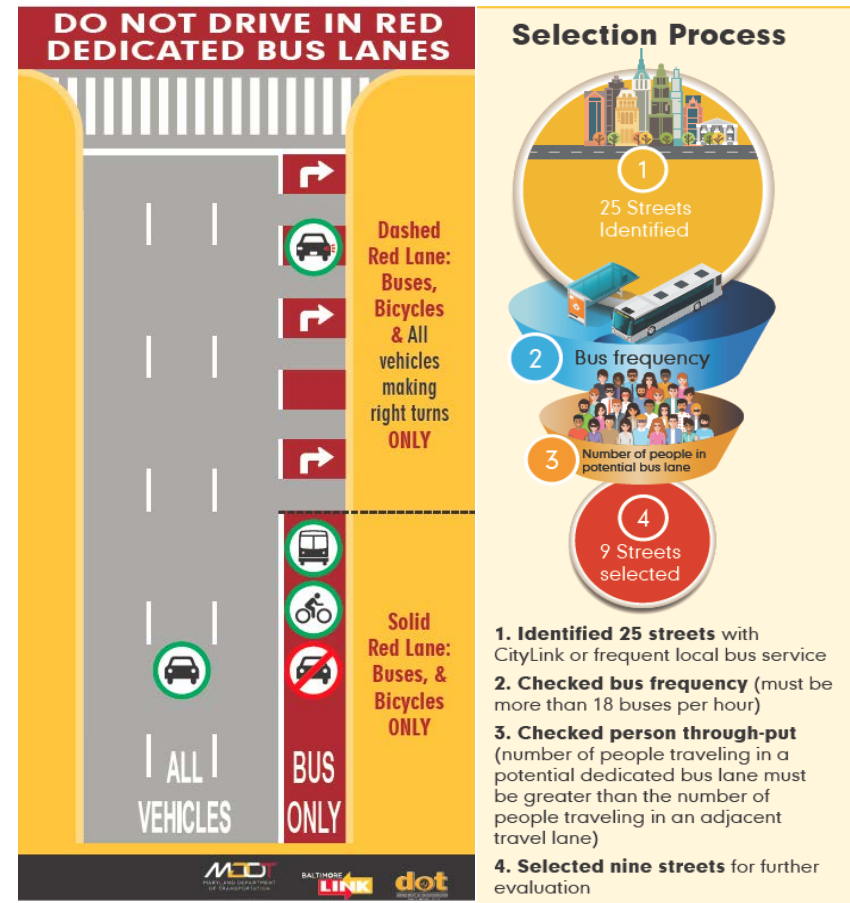 DO NOT DRIVE IN RED
DEDICATED BUS LANES
Dashed
Red Lane:
Buses,
Bicycles
& All
vehicles
making
right turns
ONLY
Solid
Red Lane:
Buses, &
Bicycles
ONLY
ALL
VEHICLES
BUS
ONLY
MDOT
MARYLAND DEPARTMENT
OF TRANSPORTATION
BALTIMORE
LINK
dot
Selection Process
1
25 Streets
Identified
2
Bus frequency
3
Number of people in
potential bus lane
4
9 Streets
selected
1. Identified 25 streets with
CityLink or frequent local bus service
2. Checked bus frequency (must be
more than 18 buses per hour)
3. Checked person through-put
(number of people traveling in a
potential dedicated bus lane must
be greater than the number of
people traveling in an adjacent
travel lane)
4. Selected nine streets for further
evaluation